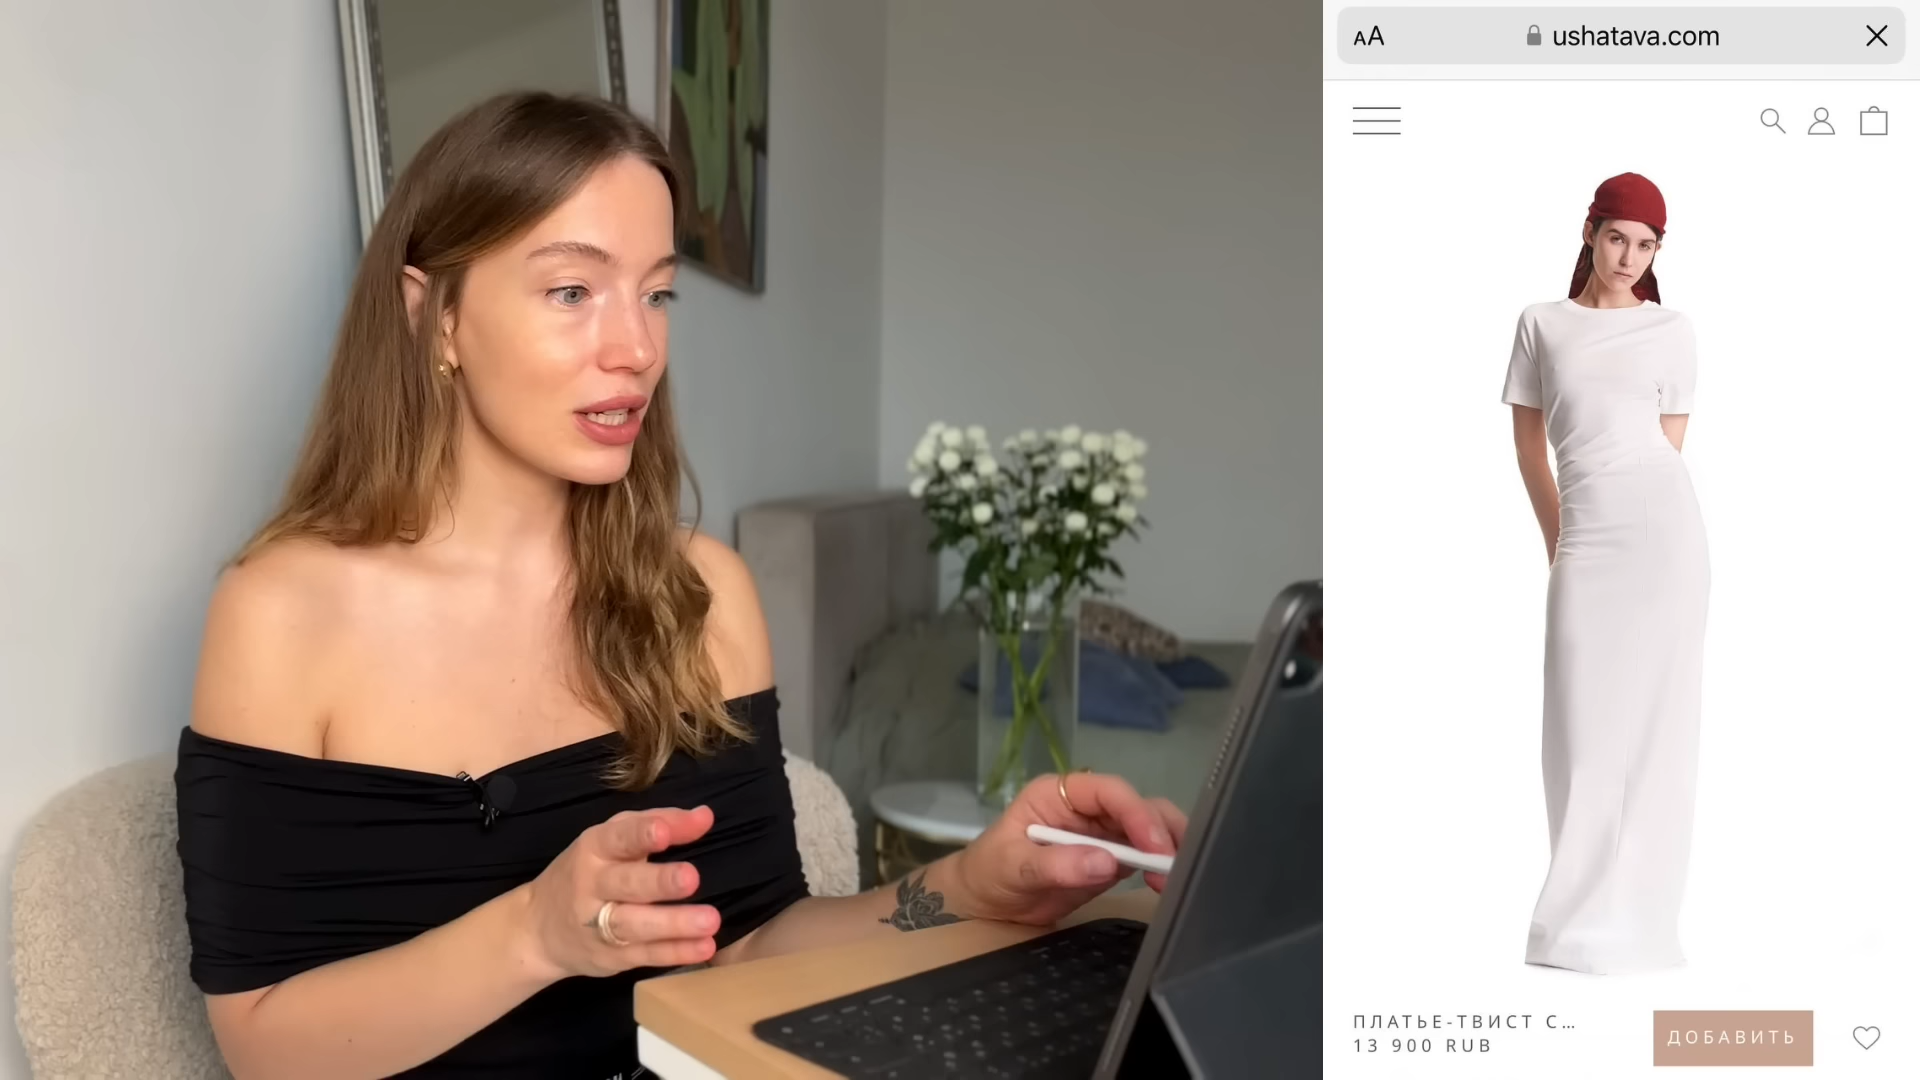 AA
ushatava.com
ПЛАТЬЕ-ТВИСТ С...
13 900 RUB
ДОБАВИТЬ